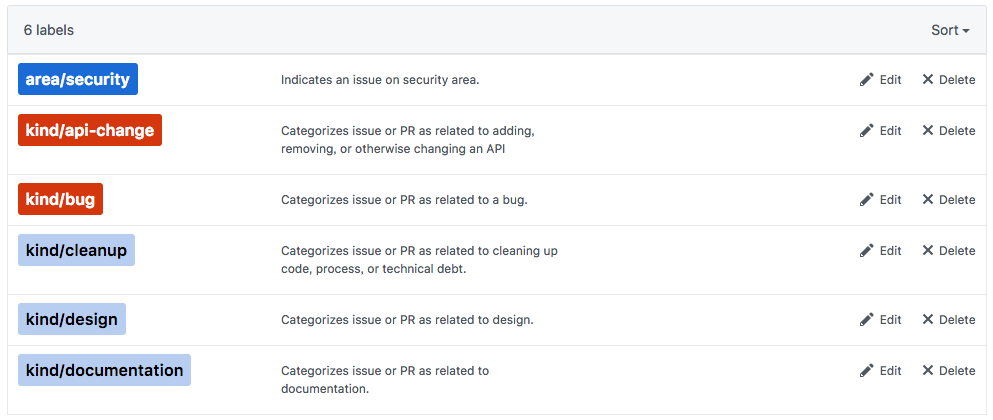 6 labels
Sort
area/security
Indicates an issue on security area.
Edit
Delete
kind/api-change
Categorizes issue or PR as related to adding,
removing, or otherwise changing an API
Edit
Delete
kind/bug
Categorizes issue or PR as related to a bug.
Edit
Delete
kind/cleanup
Categorizes issue or PR as related to cleaning up
code, process, or technical debt.
Edit
Delete
kind/design
Categorizes issue or PR as related to design.
Edit
Delete
kind/documentation
Categorizes issue or PR as related to
documentation.
Edit
Delete